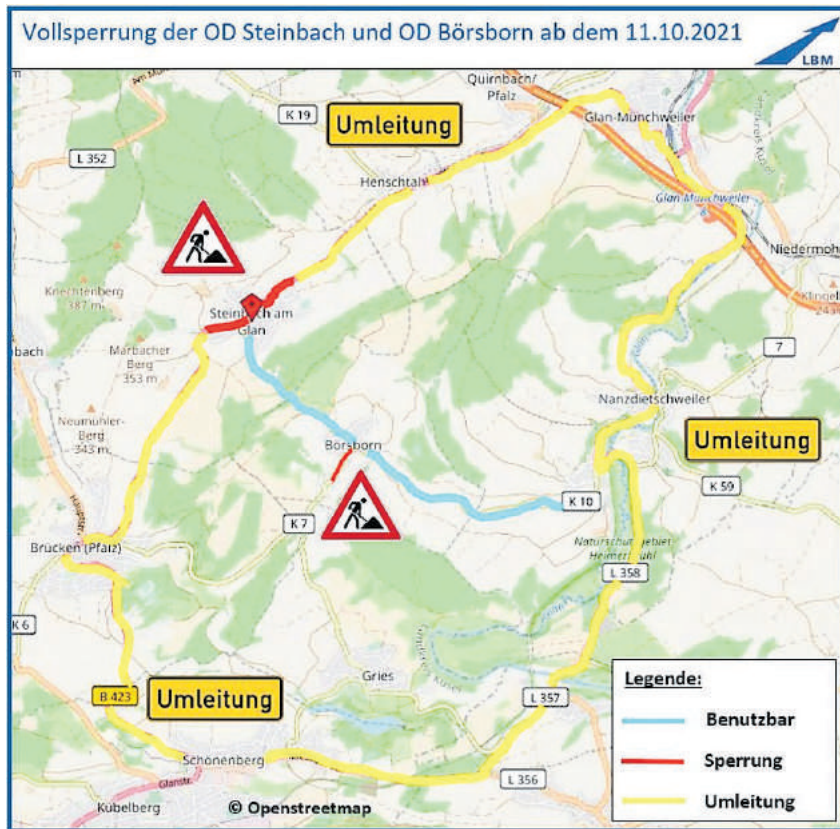 Vollsperrung der OD Steinbach und OD Börsborn ab dem 11.10.2021
LBM
Quirnbach/
Pfalz
K 19
Umleitung
Glan-Münchweiler
L 352
Henschtal
Glan-Münchweiler
Niedermohr
Knechtenberg
387 m
Steinbach am
Glan
Marbacher
Berg
353 m
7
Neumühler-
Berg
343 m
Nanzdietschweiler
Börsborn
Umleitung
K 10
K 59
K 7
Brücken (Pfalz)
Naturschutzgebiet
L 358
K 6
Gries
Legende:
B 423
Umleitung
L 357
Benutzbar
Schönenberg
Sperrung
Glanstr.
L 356
Kübelberg
© Openstreetmap
Umleitung